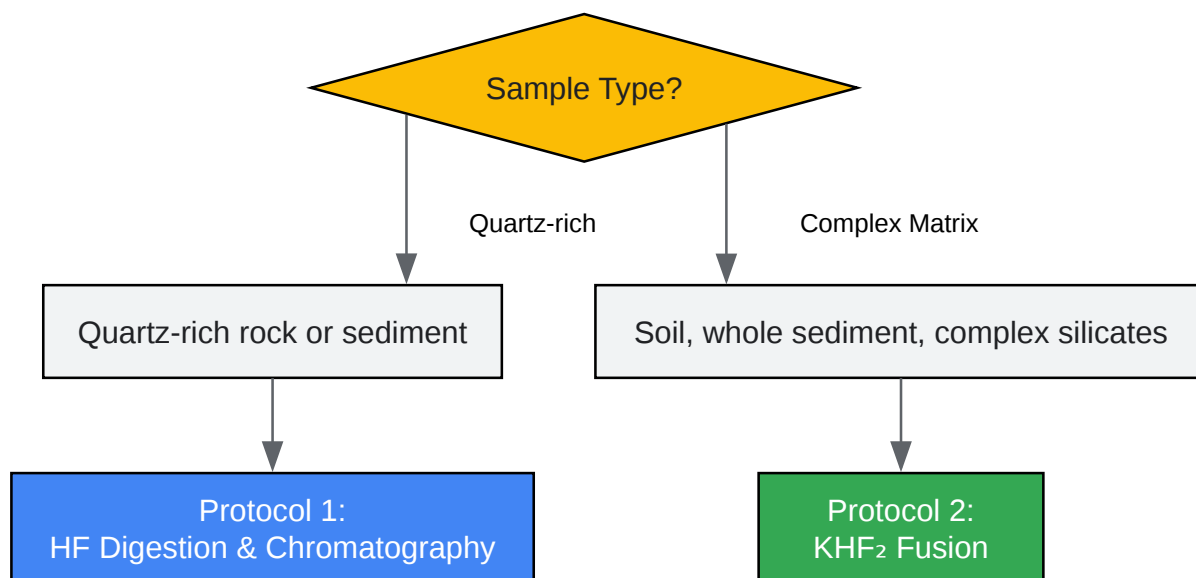 Sample Type?
Quartz-rich
Complex Matrix
Quartz-rich rock or sediment
Soil, whole sediment, complex silicates
Protocol 1:
HF Digestion & Chromatography
Protocol 2:
KHF₂ Fusion